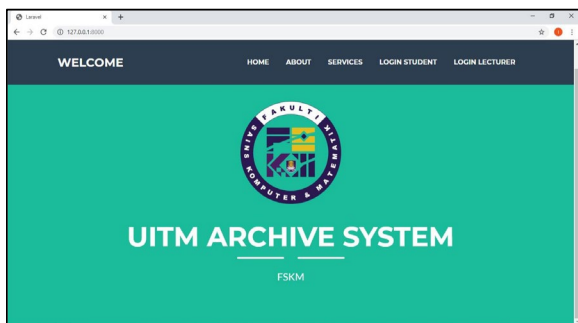 Laravel
127.0.0.1:8000
WELCOME
HOME ABOUT SERVICES LOGIN STUDENT LOGIN LECTURER
FAKULTI
SAINS KOMPUTER & MATEMATIK
UITM ARCHIVE SYSTEM
FSKM